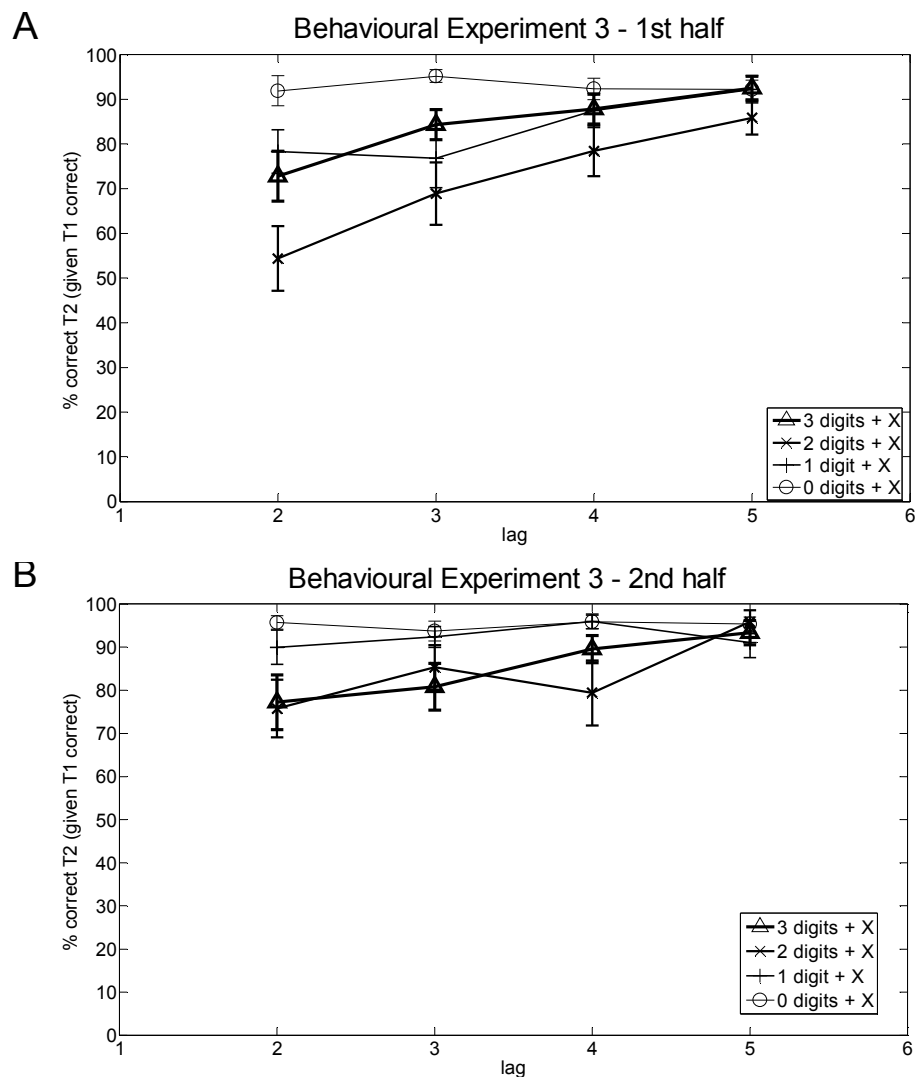 A
Behavioural Experiment 3 - 1st half
100
90
80
70
60
50
40
30
20
10
0
% correct T2 (given T1 correct)
3 digits + X
2 digits + X
1 digit + X
0 digits + X
1 2 3 4 5 6
lag
B
Behavioural Experiment 3 - 2nd half
100
90
80
70
60
50
40
30
20
10
0
% correct T2 (given T1 correct)
3 digits + X
2 digits + X
1 digit + X
0 digits + X
1 2 3 4 5 6
lag